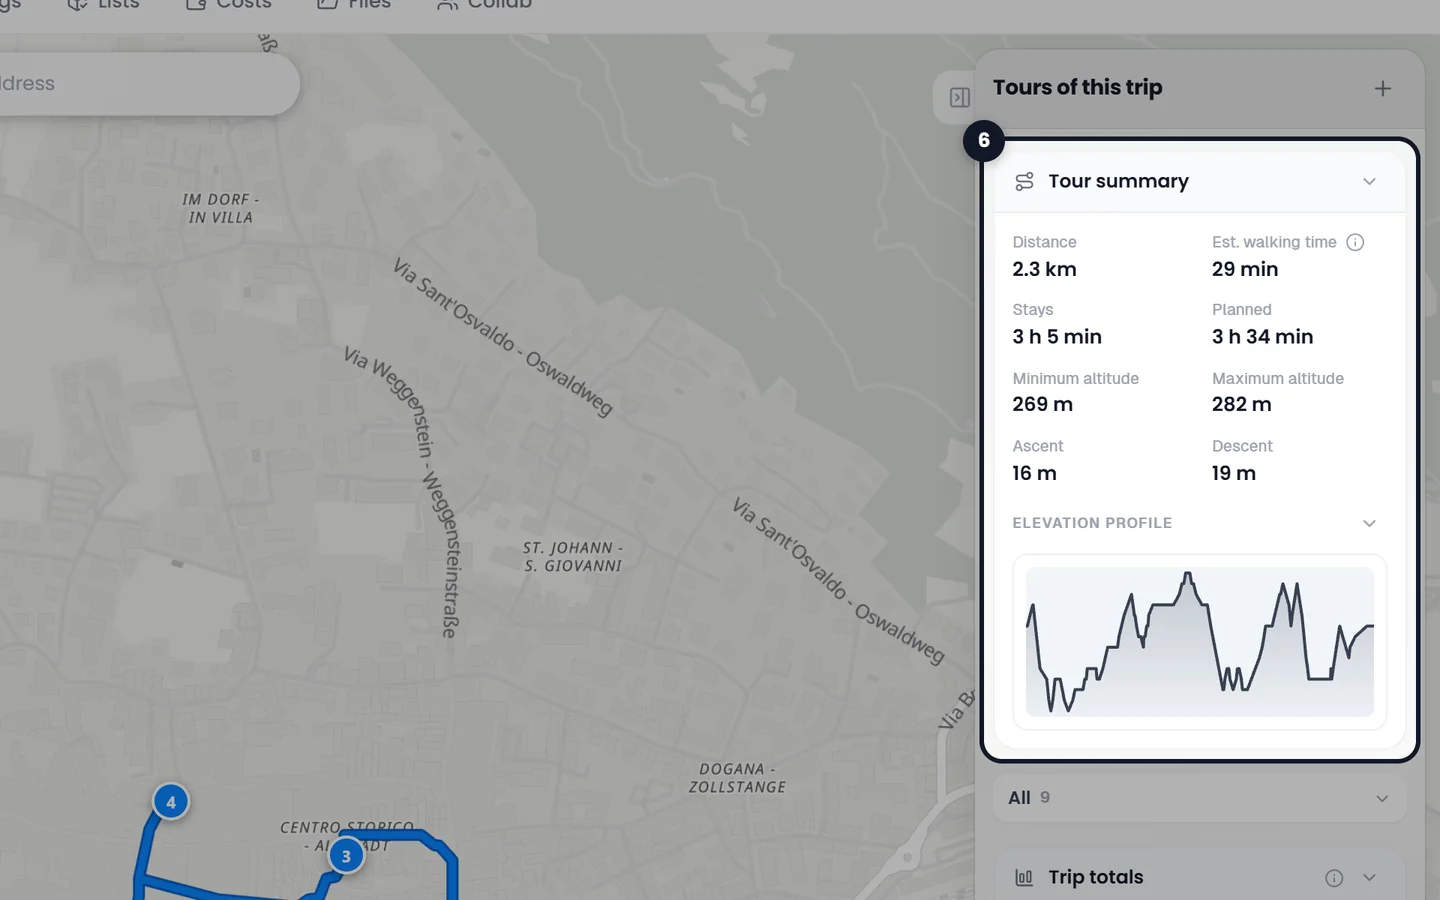 Lists
Costs
Files
Collab
dress
Tours of this trip
6
Tour summary
Distance
Est. walking time
2.3 km
29 min
Stays
Planned
3 h 5 min
3 h 34 min
Minimum altitude
Maximum altitude
269 m
282 m
Ascent
Descent
16 m
19 m
ELEVATION PROFILE
All 9
Trip totals
IM DORF -
IN VILLA
Via Sant'Osvaldo - Oswaldweg
Via Weggenstein - Weggensteinstraße
Via Sant'Osvaldo - Oswaldweg
ST. JOHANN -
S. GIOVANNI
DOGANA -
ZOLLSTANGE
CENTRO STORICO
4
3